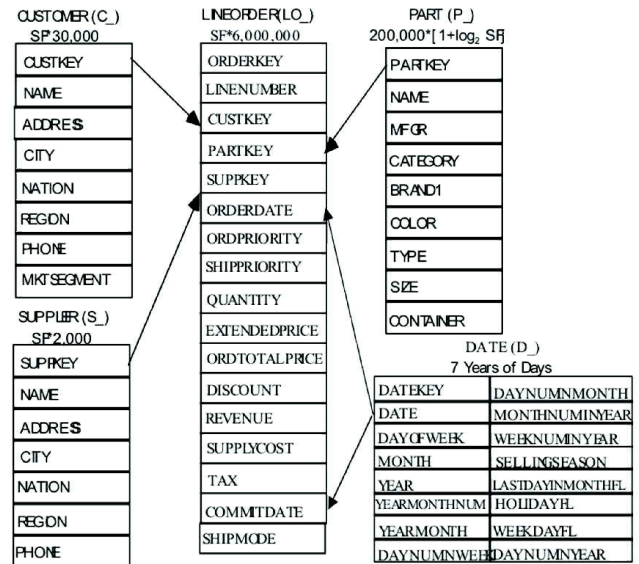 CUSTOMER (C_)
SF*30,000
CUSTKEY
NAME
ADDRESS
CITY
NATION
REGION
PHONE
MKTSEGMENT
SUPPLIER (S_)
SF*2,000
SUPPKEY
NAME
ADDRESS
CITY
NATION
REGION
PHONE
LINEORDER(LO_)
SF*6,000,000
ORDERKEY
LINENUMBER
CUSTKEY
PARTKEY
SUPPKEY
ORDERDATE
ORDPRIORITY
SHIPPRIORITY
QUANTITY
EXTENDEDPRICE
ORDTOTALPRICE
DISCOUNT
REVENUE
SUPPLYCOST
TAX
COMMITDATE
SHIPMODE
PART (P_)
200,000*[1+log₂ SF]
PARTKEY
NAME
MFGR
CATEGORY
BRAND1
COLOR
TYPE
SIZE
CONTAINER
DATE (D_)
7 Years of Days
DATEKEY DAYNUMNMONTH
DATE MONTHNUMINYEAR
DAYOFWEEK WEEKNUMINYEAR
MONTH SELLINGSEASON
YEAR LASTDAYINMONTHFL
YEARMONTHNUM HOLIDAYFL
YEARMONTH WEEKDAYFL
DAYNUMNWEEK DAYNUMNYEAR